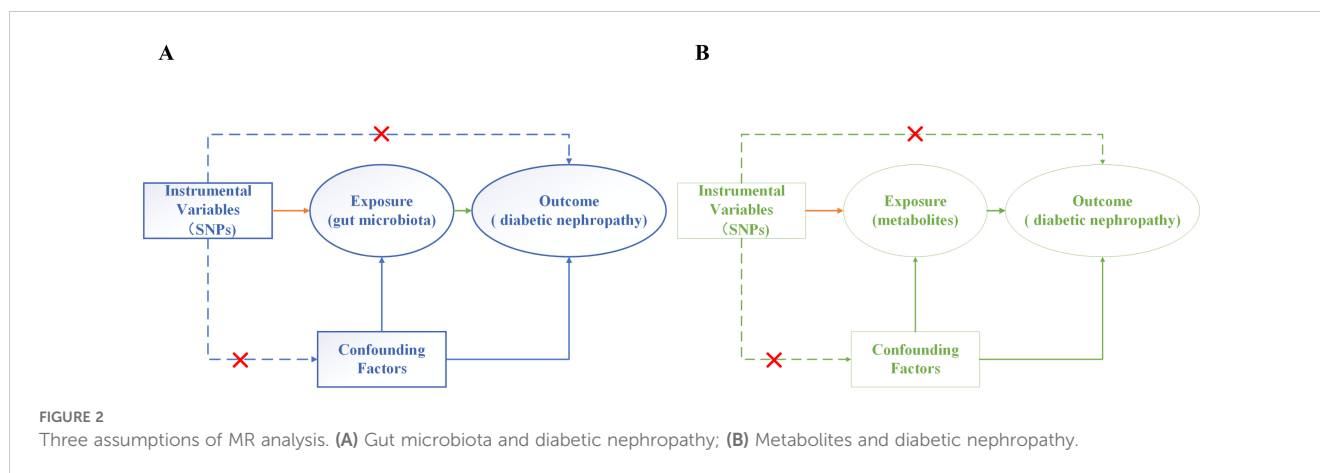 A
Instrumental
Variables
（SNPs)
Exposure
(gut microbiota)
Outcome
( diabetic nephropathy)
Confounding
Factors
B
Instrumental
Variables
（SNPs)
Exposure
(metabolites)
Outcome
( diabetic nephropathy)
Confounding
Factors
FIGURE 2
Three assumptions of MR analysis. (A) Gut microbiota and diabetic nephropathy; (B) Metabolites and diabetic nephropathy.